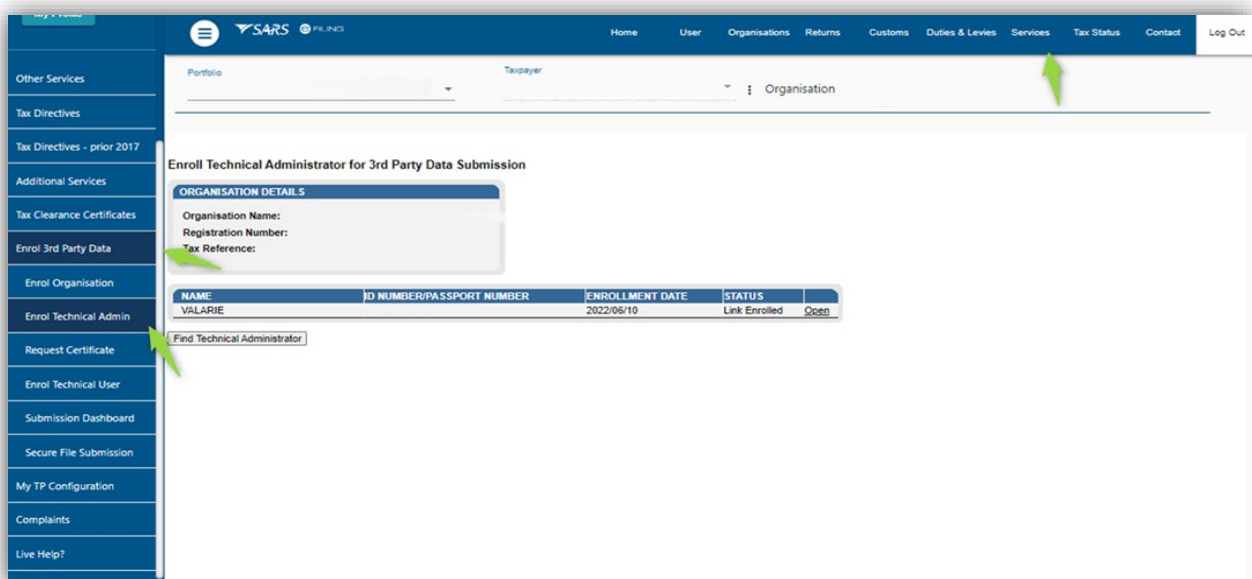 My Profile
SARS eFILING
Home User Organisations Returns Customs Duties & Levies Services Tax Status Contact Log Out
Portfolio
Taxpayer
Organisation
Other Services
Tax Directives
Tax Directives - prior 2017
Additional Services
Tax Clearance Certificates
Enrol 3rd Party Data
Enrol Organisation
Enrol Technical Admin
Request Certificate
Enrol Technical User
Submission Dashboard
Secure File Submission
My TP Configuration
Complaints
Live Help?
Enroll Technical Administrator for 3rd Party Data Submission
ORGANISATION DETAILS
Organisation Name:
Registration Number:
Tax Reference:
NAME ID NUMBER/PASSPORT NUMBER ENROLLMENT DATE STATUS
VALARIE 2022/06/10 Link Enrolled Open
Find Technical Administrator